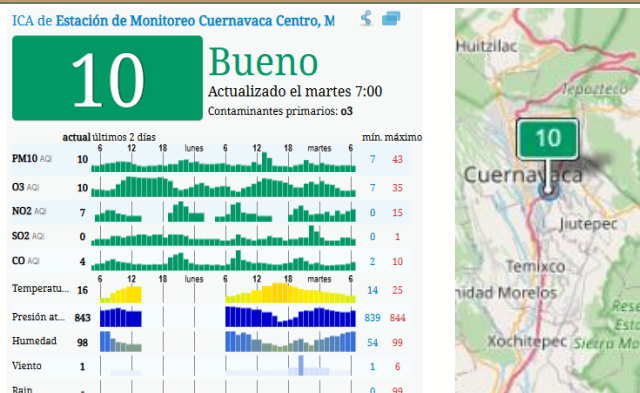 ICA de Estación de Monitoreo Cuernavaca Centro, M
10
Bueno
Actualizado el martes 7:00
Contaminantes primarios: o3
actual últimos 2 días mín. máximo
6 12 18 lunes 6 12 18 martes 6
PM10 AQI 10 7 43
O3 AQI 10 7 35
NO2 AQI 7 0 15
SO2 AQI 0 0 1
CO AQI 4 2 10
6 12 18 lunes 6 12 18 martes 6
Temperatu... 16 14 25
Presión at... 843 839 844
Humedad 98 54 99
Viento 1 1 6
Rain - 0 99
Huitzilac
Tepozteco
10
Cuernavaca
Jiutepec
Temixco
nidad Morelos
Xochitepec
Rese
Esta
Sierra Mo